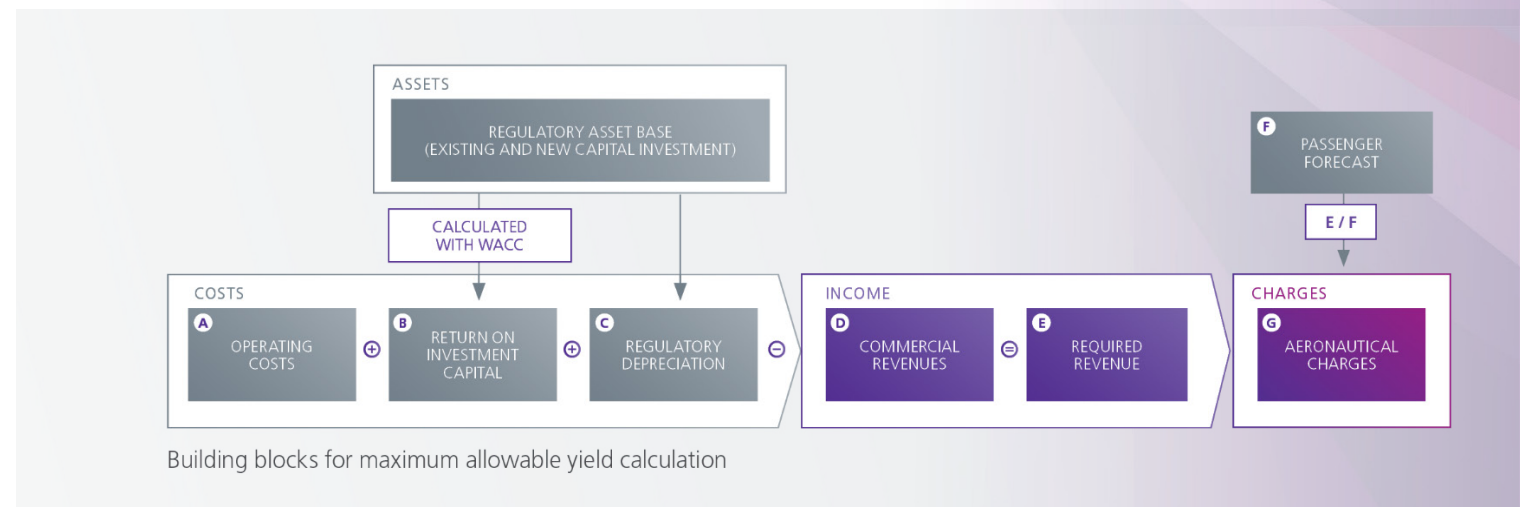 ASSETS
REGULATORY ASSET BASE
(EXISTING AND NEW CAPITAL INVESTMENT)
CALCULATED
WITH WACC
F
PASSENGER
FORECAST
E / F
COSTS
A
OPERATING
COSTS
+
B
RETURN ON
INVESTMENT
CAPITAL
+
C
REGULATORY
DEPRECIATION
−
INCOME
D
COMMERCIAL
REVENUES
=
E
REQUIRED
REVENUE
CHARGES
G
AERONAUTICAL
CHARGES
Building blocks for maximum allowable yield calculation